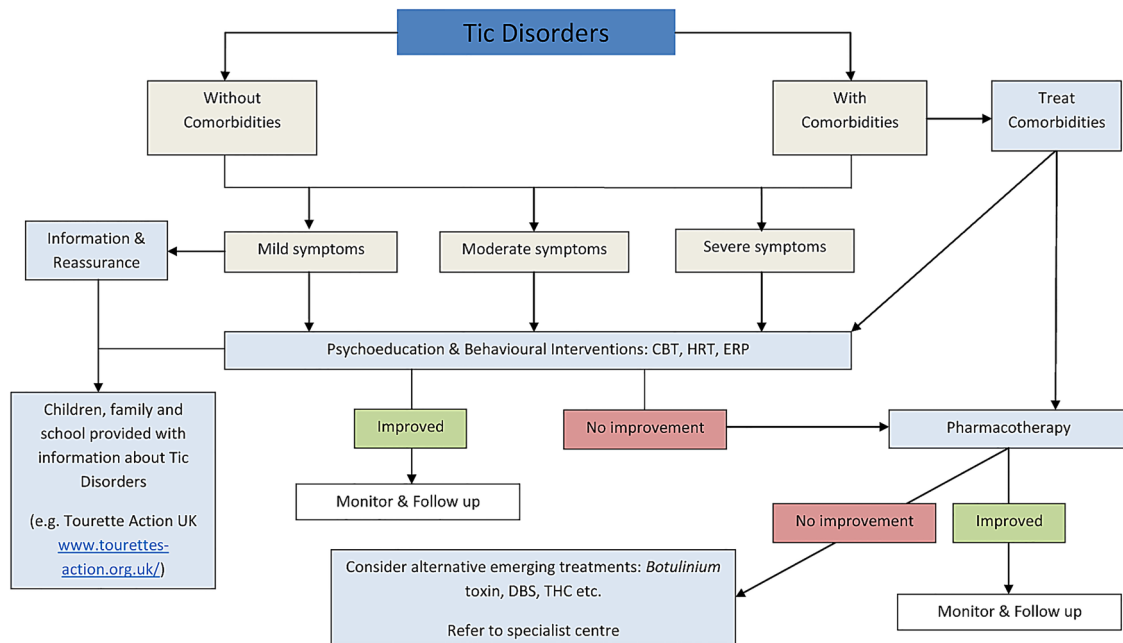 Tic Disorders
Without
Comorbidities
With
Comorbidities
Treat
Comorbidities
Information &
Reassurance
Mild symptoms
Moderate symptoms
Severe symptoms
Psychoeducation & Behavioural Interventions: CBT, HRT, ERP
Children, family and
school provided with
information about Tic
Disorders
(e.g. Tourette Action UK
www.tourettes-
action.org.uk/)
Improved
No improvement
Pharmacotherapy
Monitor & Follow up
No improvement
Improved
Consider alternative emerging treatments: Botulinium
toxin, DBS, THC etc.
Refer to specialist centre
Monitor & Follow up